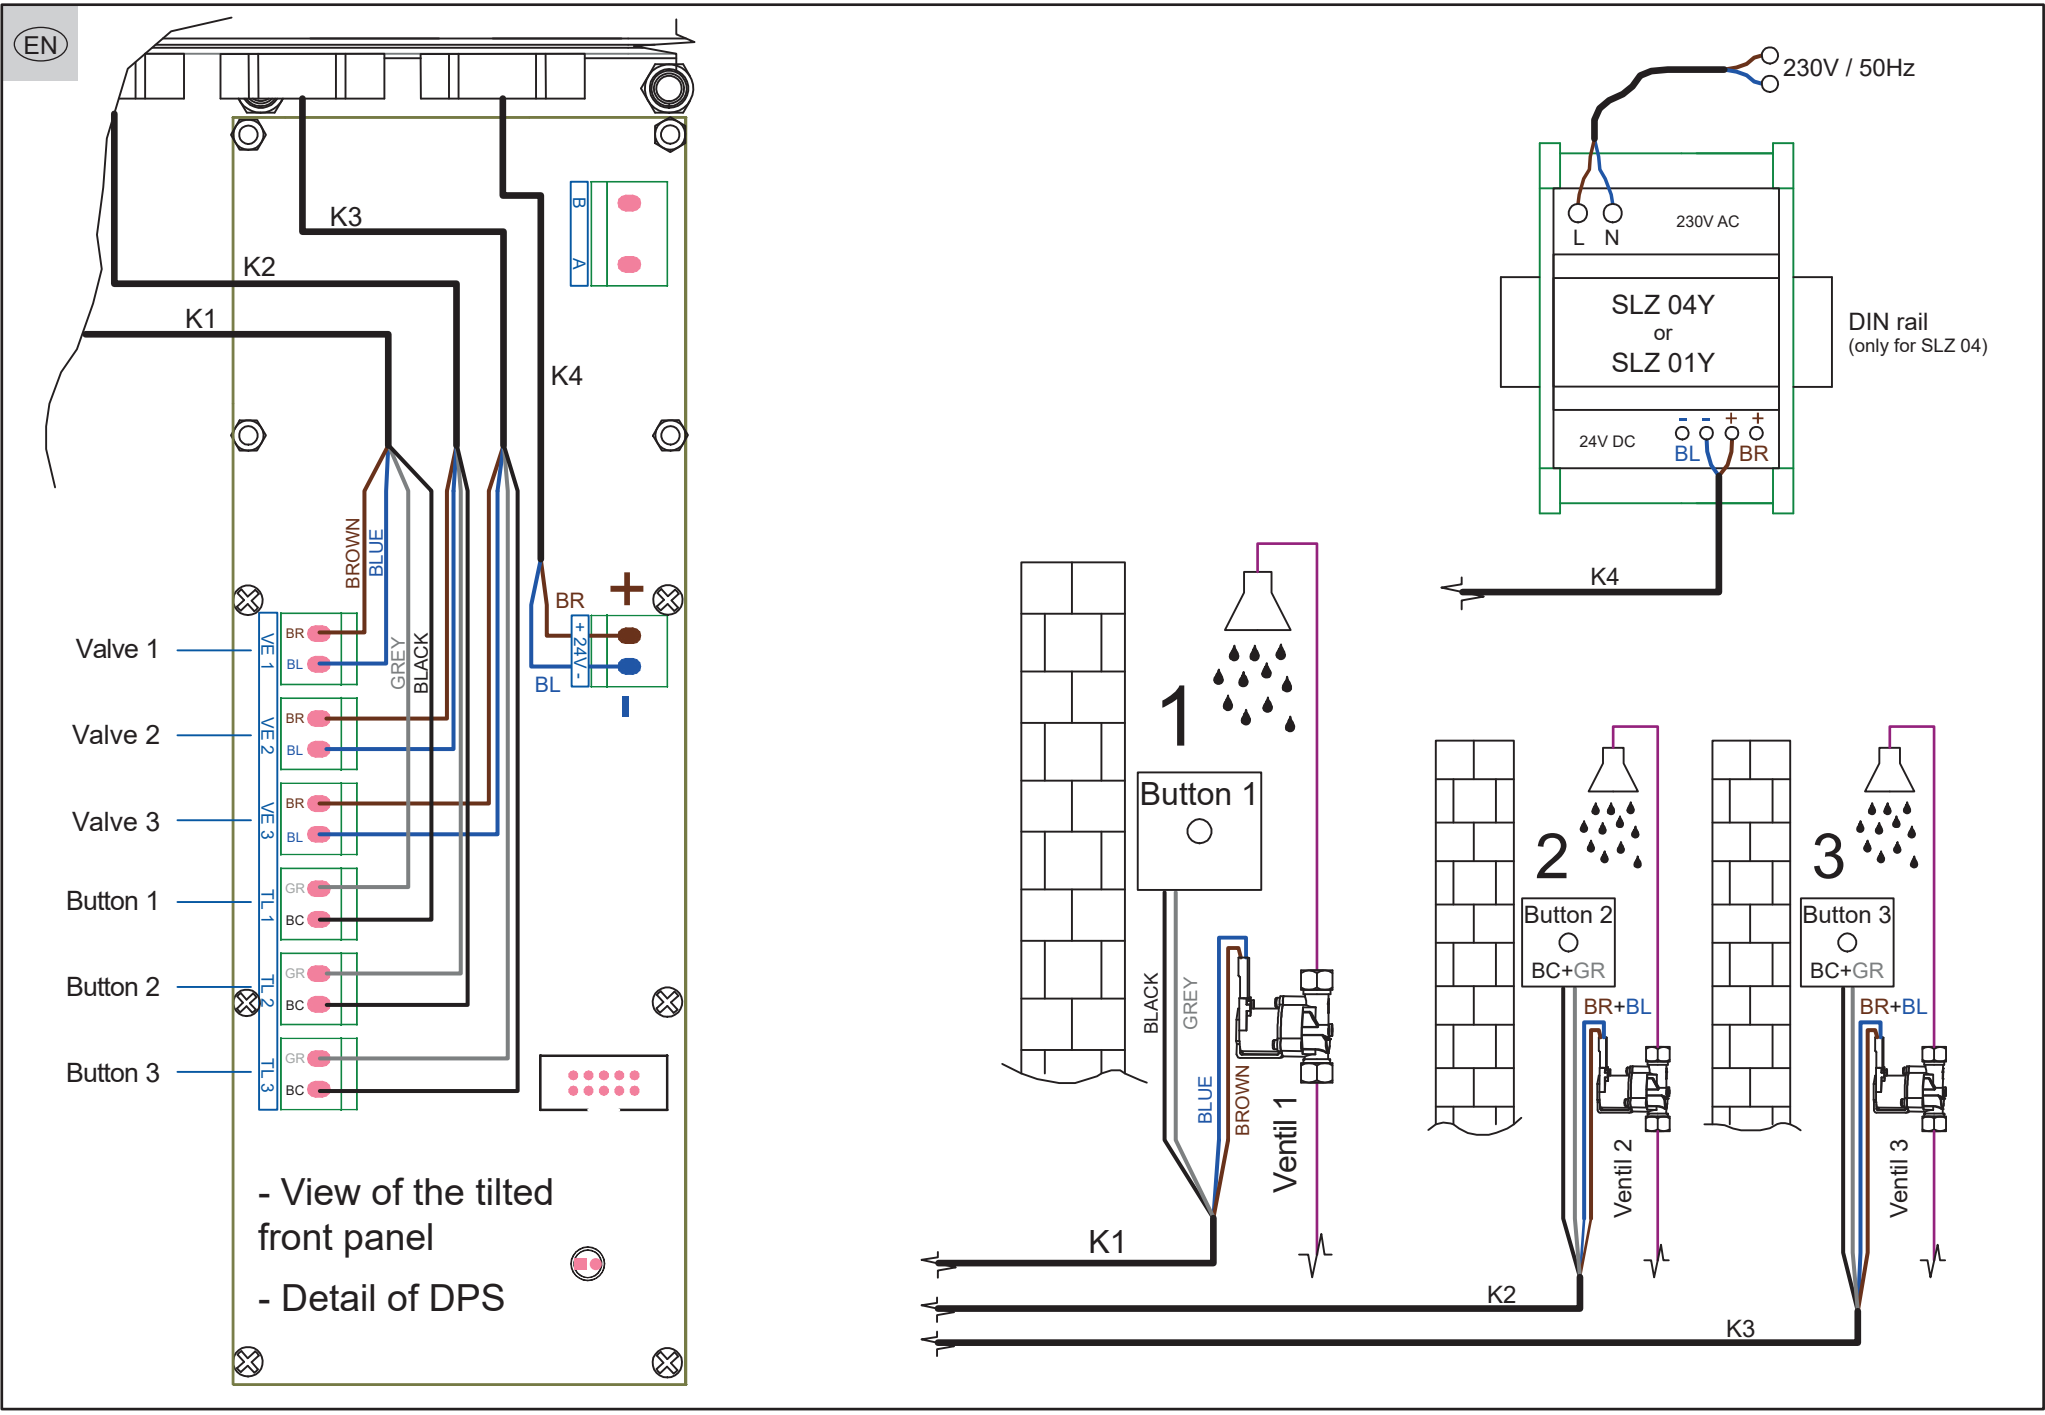 EN
K3
K2
K1
K4
B
A
BROWN
BLUE
GREY
BLACK
BR
+
+ 24V -
BL
-
Valve 1
VE 1
BR
BL
Valve 2
VE 2
BR
BL
Valve 3
VE 3
BR
BL
Button 1
TL 1
GR
BC
Button 2
TL 2
GR
BC
Button 3
TL 3
GR
BC
- View of the tilted
front panel
- Detail of DPS
230V / 50Hz
L N
230V AC
SLZ 04Y
or
SLZ 01Y
DIN rail
(only for SLZ 04)
24V DC
- - + +
BL BR
K4
1
Button 1
BLACK
GREY
BLUE
BROWN
Ventil 1
K1
2
Button 2
BC+GR
BR+BL
Ventil 2
K2
3
Button 3
BC+GR
BR+BL
Ventil 3
K3